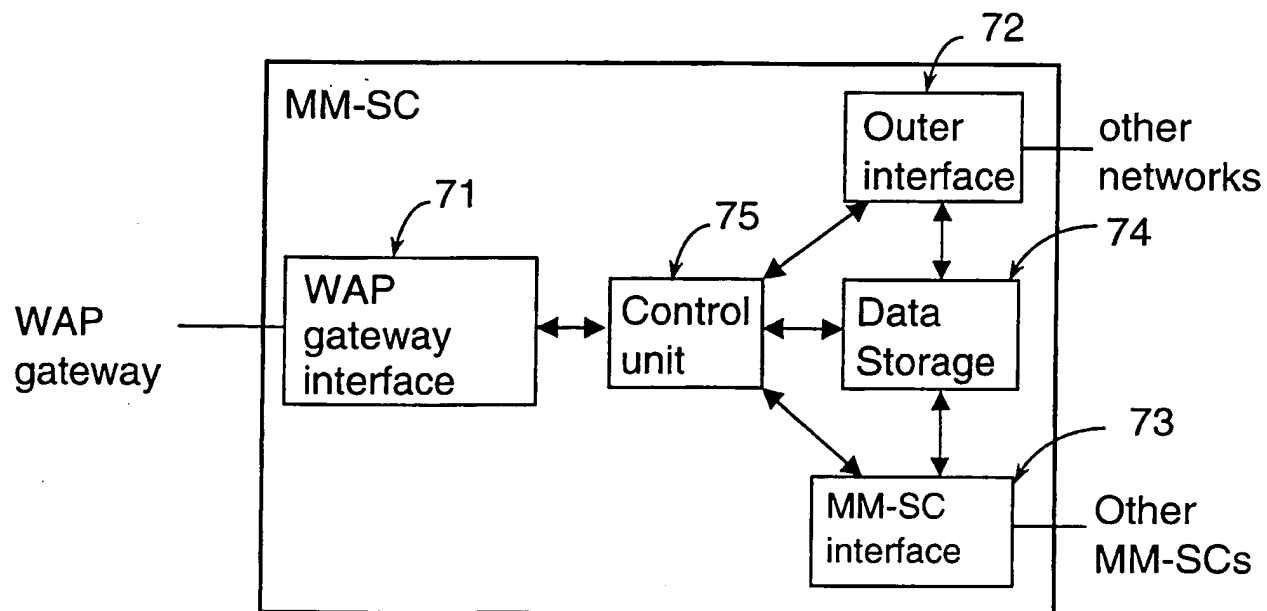 72
MM-SC
Outer
interface
other
networks
71
75
74
WAP
gateway
interface
Control
unit
Data
Storage
WAP
gateway
73
MM-SC
interface
Other
MM-SCs